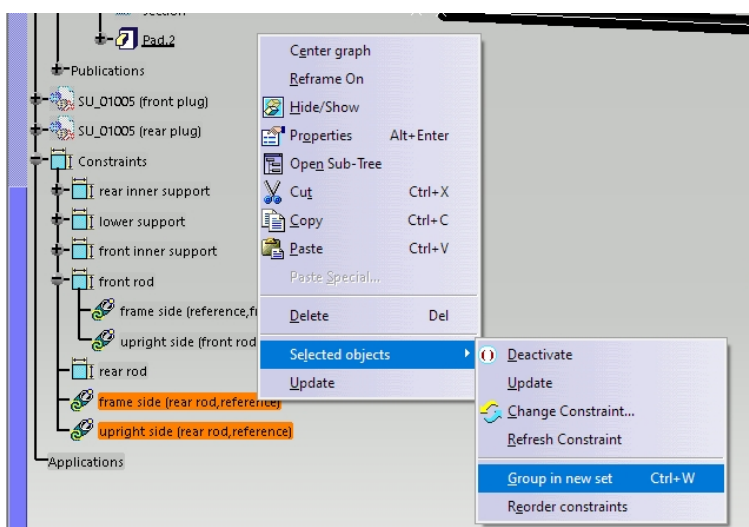 section
Pad.2
Publications
SU_01005 (front plug)
SU_01005 (rear plug)
Constraints
rear inner support
lower support
front inner support
front rod
frame side (reference,fr
upright side (front rod
rear rod
frame side (rear rod,reference)
upright side (rear rod,reference)
Applications
Center graph
Reframe On
Hide/Show
Properties Alt+Enter
Open Sub-Tree
Cut Ctrl+X
Copy Ctrl+C
Paste Ctrl+V
Paste Special...
Delete Del
Selected objects
Update
Deactivate
Update
Change Constraint...
Refresh Constraint
Group in new set Ctrl+W
Reorder constraints